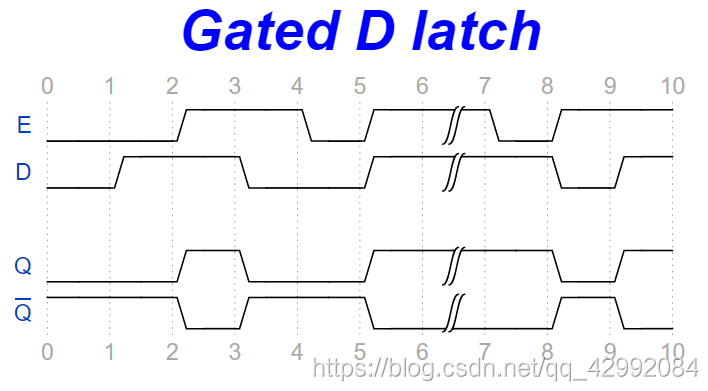 Gated D latch
0 1 2 3 4 5 6 7 8 9 10
E
D
Q
Q̅
0 1 2 3 4 5 6 7 8 9 10
https://blog.csdn.net/qq_42992084